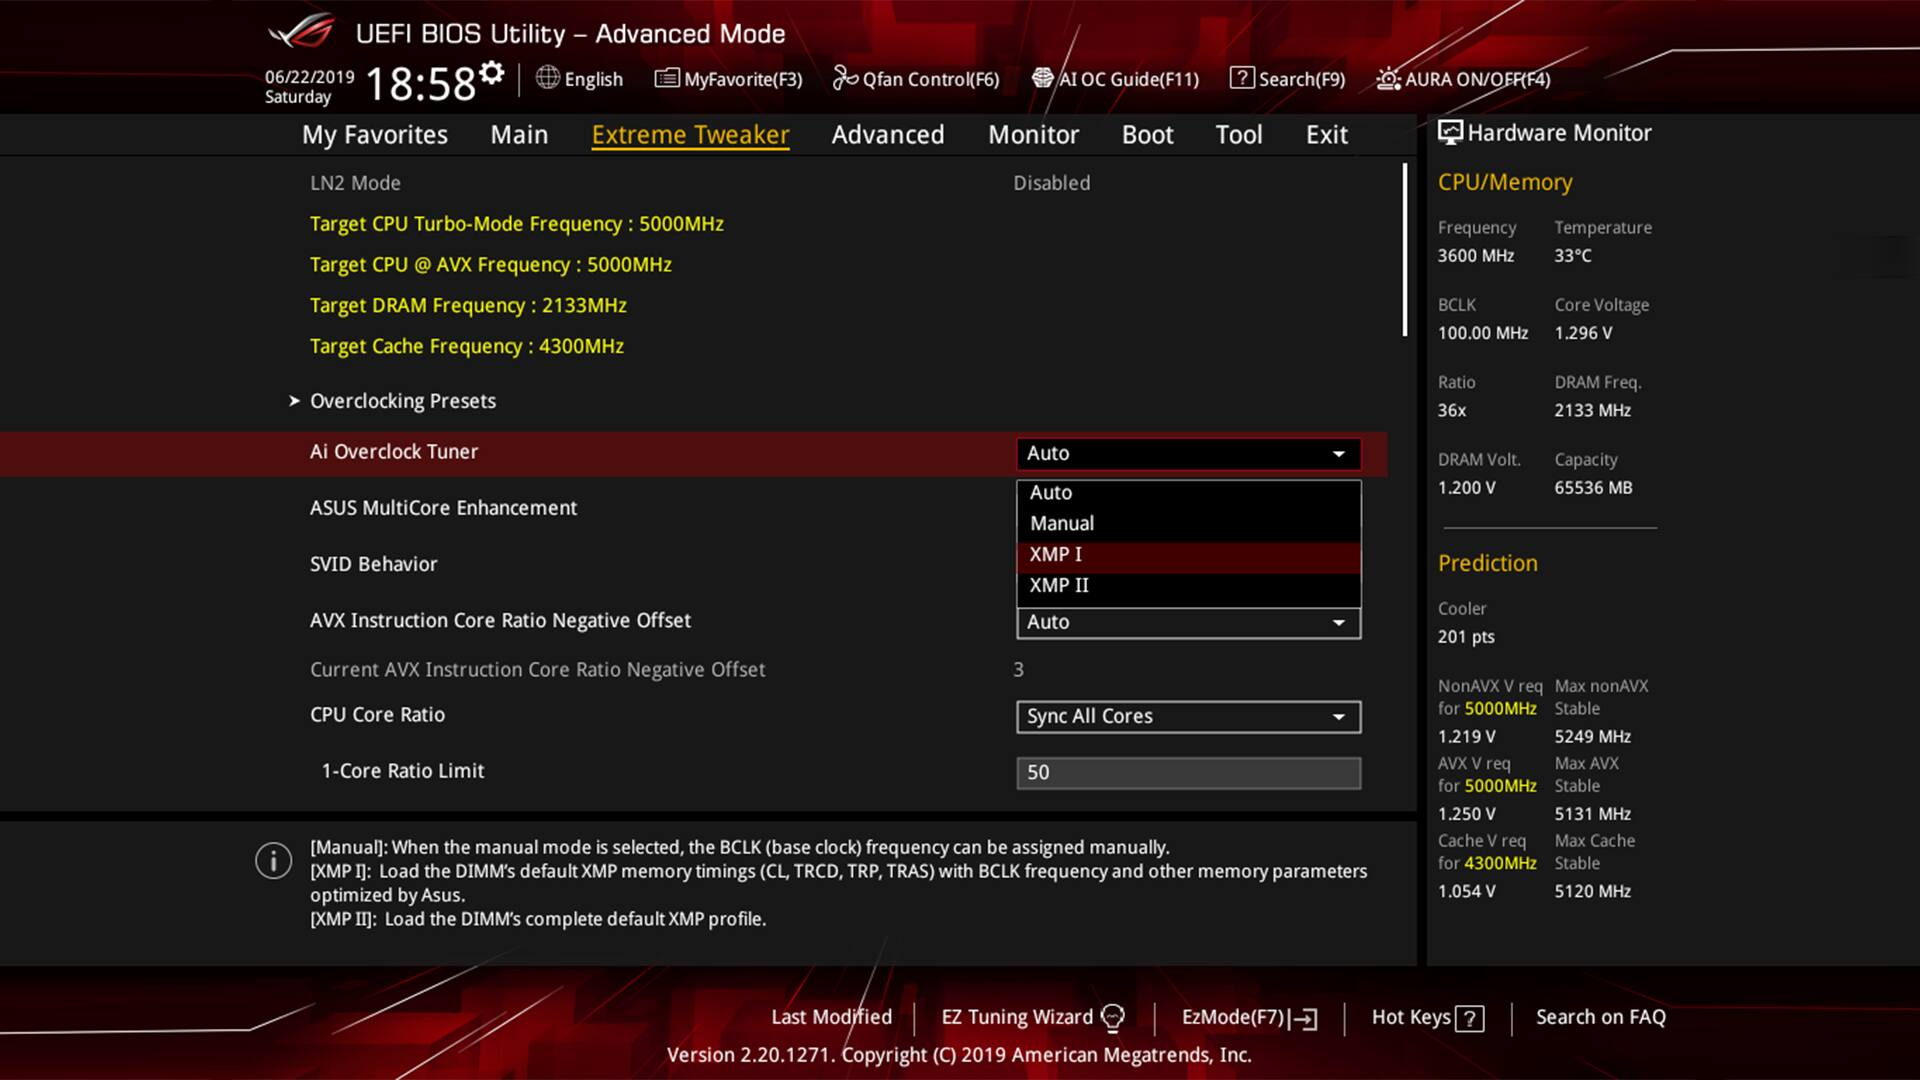 UEFI BIOS Utility – Advanced Mode
06/22/2019
Saturday
18:58
English
MyFavorite(F3)
Qfan Control(F6)
AI OC Guide(F11)
Search(F9)
AURA ON/OFF(F4)
My Favorites
Main
Extreme Tweaker
Advanced
Monitor
Boot
Tool
Exit
LN2 Mode Disabled
Target CPU Turbo-Mode Frequency : 5000MHz
Target CPU @ AVX Frequency : 5000MHz
Target DRAM Frequency : 2133MHz
Target Cache Frequency : 4300MHz
Overclocking Presets
Ai Overclock Tuner Auto
Auto
Manual
XMP I
XMP II
ASUS MultiCore Enhancement
SVID Behavior
AVX Instruction Core Ratio Negative Offset Auto
Current AVX Instruction Core Ratio Negative Offset 3
CPU Core Ratio Sync All Cores
1-Core Ratio Limit 50
[Manual]: When the manual mode is selected, the BCLK (base clock) frequency can be assigned manually.
[XMP I]: Load the DIMM's default XMP memory timings (CL, TRCD, TRP, TRAS) with BCLK frequency and other memory parameters
optimized by Asus.
[XMP II]: Load the DIMM's complete default XMP profile.
Hardware Monitor
CPU/Memory
Frequency Temperature
3600 MHz 33°C
BCLK Core Voltage
100.00 MHz 1.296 V
Ratio DRAM Freq.
36x 2133 MHz
DRAM Volt. Capacity
1.200 V 65536 MB
Prediction
Cooler
201 pts
NonAVX V req Max nonAVX
for 5000MHz Stable
1.219 V 5249 MHz
AVX V req Max AVX
for 5000MHz Stable
1.250 V 5131 MHz
Cache V req Max Cache
for 4300MHz Stable
1.054 V 5120 MHz
Last Modified
EZ Tuning Wizard
EzMode(F7)
Hot Keys ?
Search on FAQ
Version 2.20.1271. Copyright (C) 2019 American Megatrends, Inc.